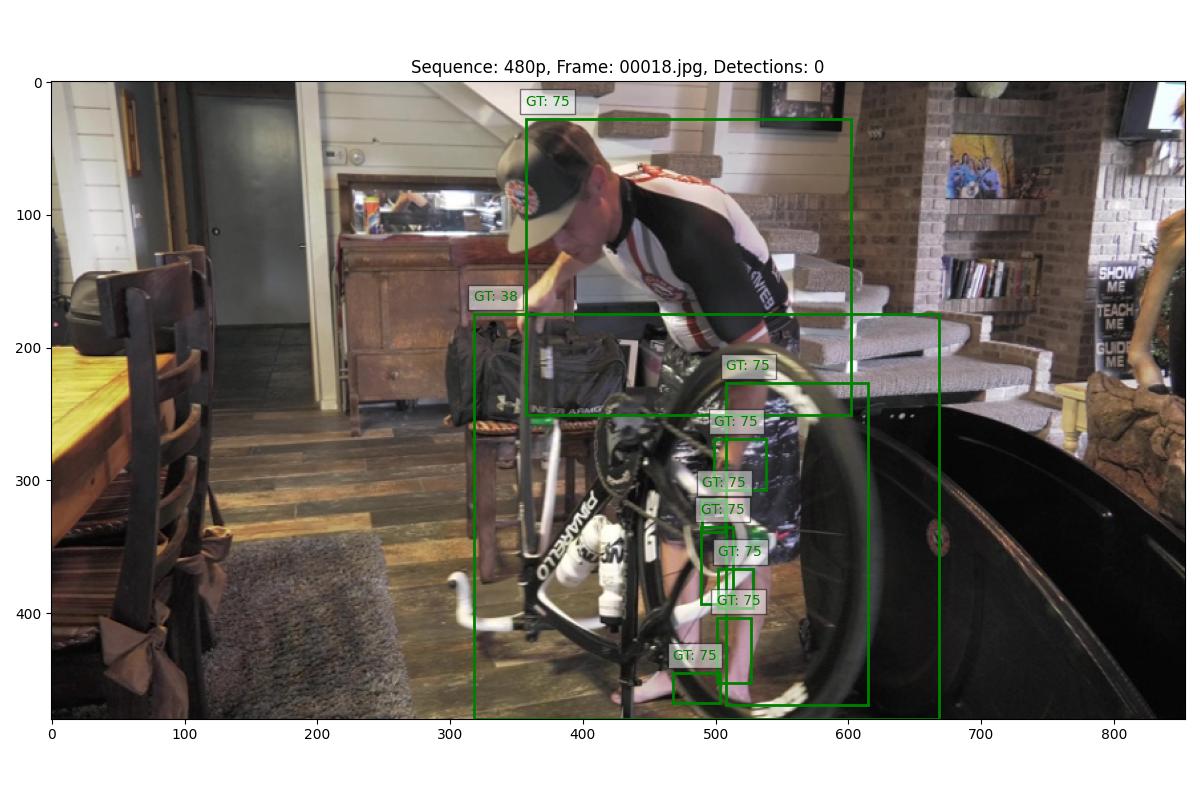 Sequence: 480p, Frame: 00018.jpg, Detections: 0
GT: 75
GT: 38
GT: 75
GT: 75
GT: 75
GT: 75
GT: 75
GT: 75
GT: 75
SHOW
ME
TEACH
ME
GUIDE
ME
UNDER ARMOUR
PINARELLO
0
100
200
300
400
0
100
200
300
400
500
600
700
800